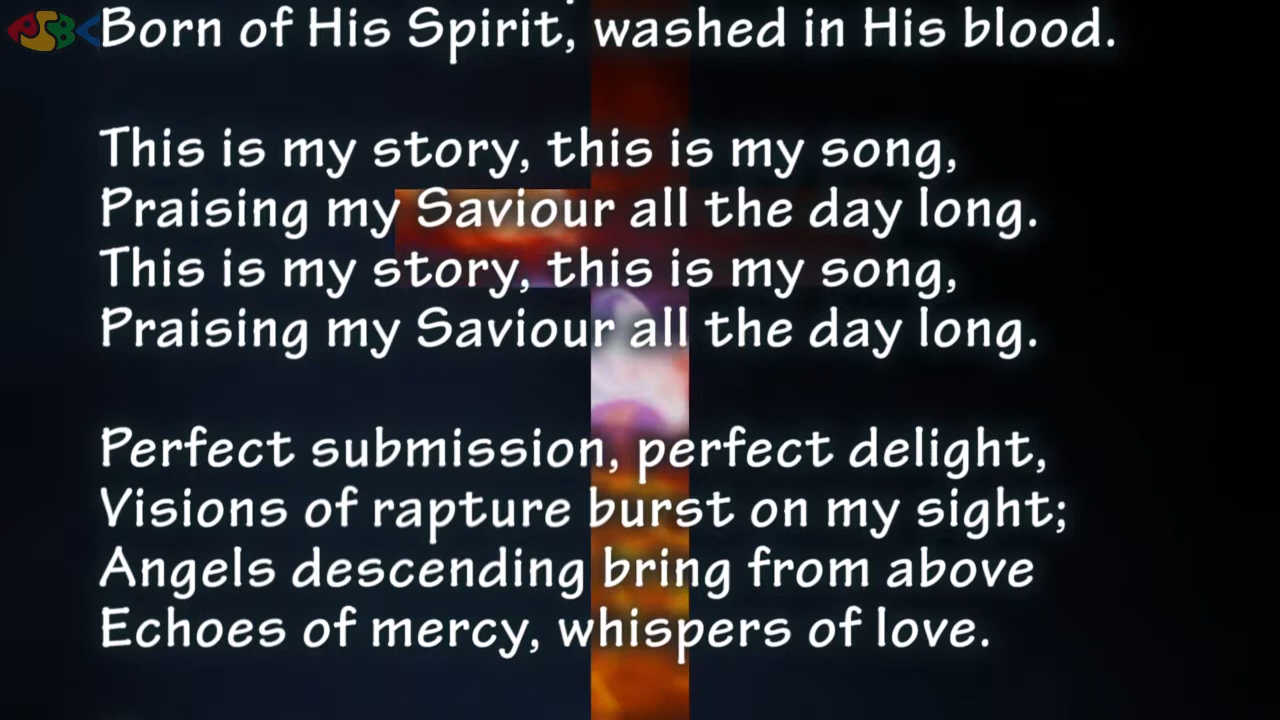 NSBC
Born of His Spirit, washed in His blood.
This is my story, this is my song,
Praising my Saviour all the day long.
This is my story, this is my song,
Praising my Saviour all the day long.
Perfect submission, perfect delight,
Visions of rapture burst on my sight;
Angels descending bring from above
Echoes of mercy, whispers of love.